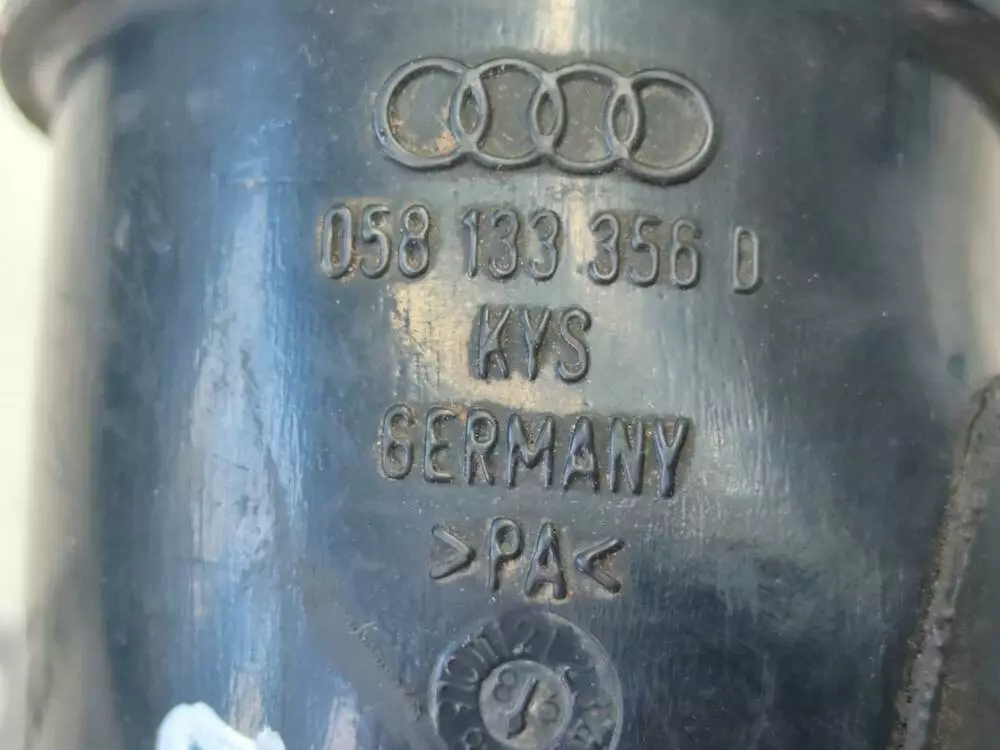 058 133 356 D
KYS
GERMANY
>PA<